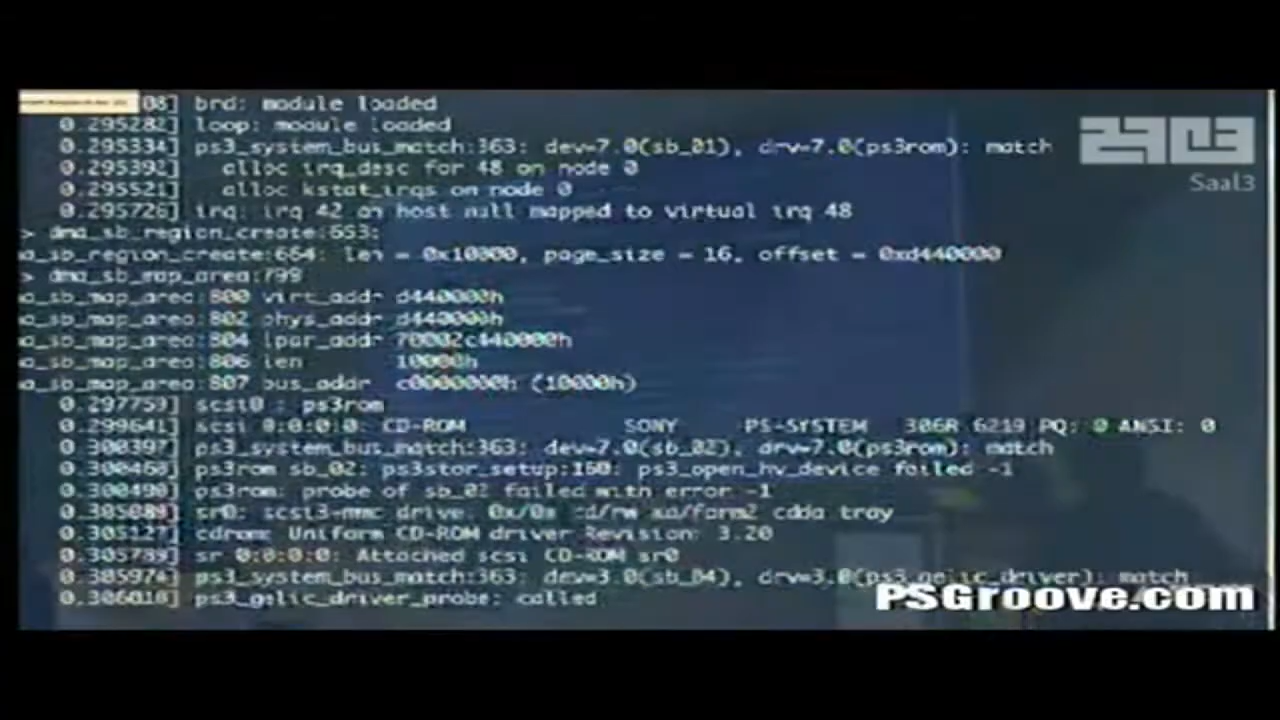 08] brd: module loaded
0.295282] loop: module loaded
0.295334] ps3_system_bus_match:363: dev=7.0(sb_01), drv=7.0(ps3rom): match
0.295392] alloc irq_desc for 48 on node 0
0.295521] alloc kstat_irqs on node 0
0.295726] irq: irq 42 on host null mapped to virtual irq 48
> dma_sb_region_create:653:
a_sb_region_create:664: len = 0x10000, page_size = 16, offset = 0xd440000
> dma_sb_map_area:799
a_sb_map_area:800 virt_addr d440000h
a_sb_map_area:802 phys_addr d440000h
a_sb_map_area:804 lpar_addr 70002c440000h
a_sb_map_area:806 len 10000h
a_sb_map_area:807 bus_addr c0000000h (10000h)
0.297759] scsi0 : ps3rom
0.299641] scsi 0:0:0:0: CD-ROM SONY PS-SYSTEM 306R 6219 PQ: 0 ANSI: 0
0.300397] ps3_system_bus_match:363: dev=7.0(sb_02), drv=7.0(ps3rom): match
0.300468] ps3rom sb_02: ps3stor_setup:160: ps3_open_hv_device failed -1
0.300490] ps3rom: probe of sb_02 failed with error -1
0.305089] sr0: scsi3-mmc drive: 0x/0x cd/rw xa/form2 cdda tray
0.305127] cdrom: Uniform CD-ROM driver Revision: 3.20
0.305789] sr 0:0:0:0: Attached scsi CD-ROM sr0
0.305974] ps3_system_bus_match:363: dev=3.0(sb_04), drv=3.0(ps3_gelic_driver): match
0.306018] ps3_gelic_driver_probe: called
Saal3
PSGroove.com